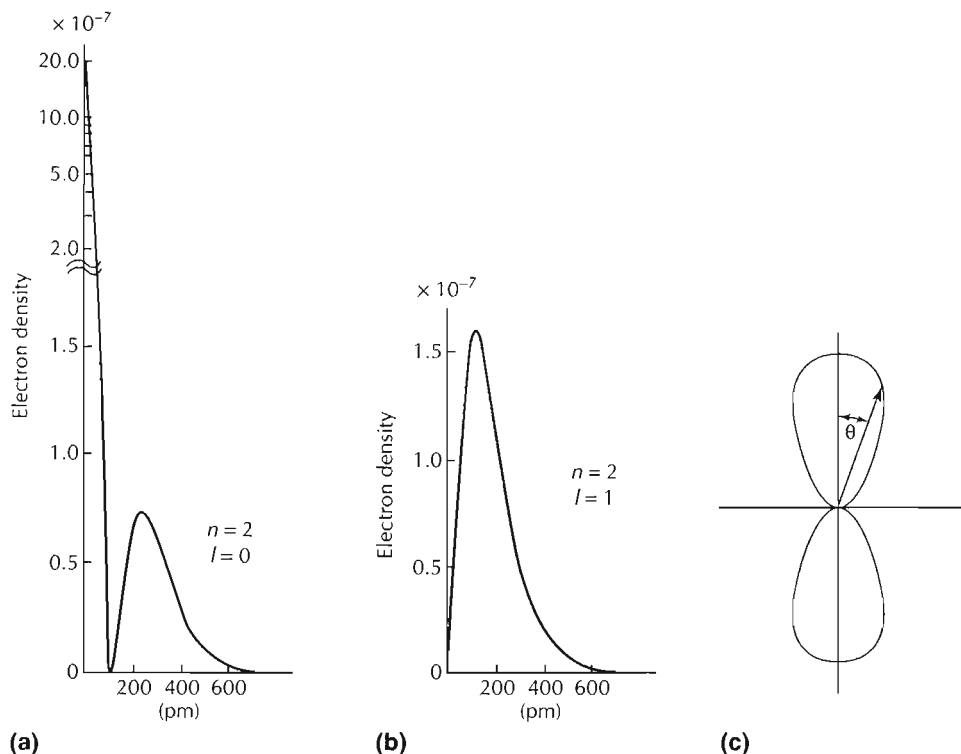 × 10⁻⁷
20.0
10.0
5.0
2.0
1.5
1.0
0.5
0
Electron density
n = 2
l = 0
200 400 600
(pm)
(a)
× 10⁻⁷
1.5
1.0
0.5
0
Electron density
n = 2
l = 1
200 400 600
(pm)
(b)
θ
(c)